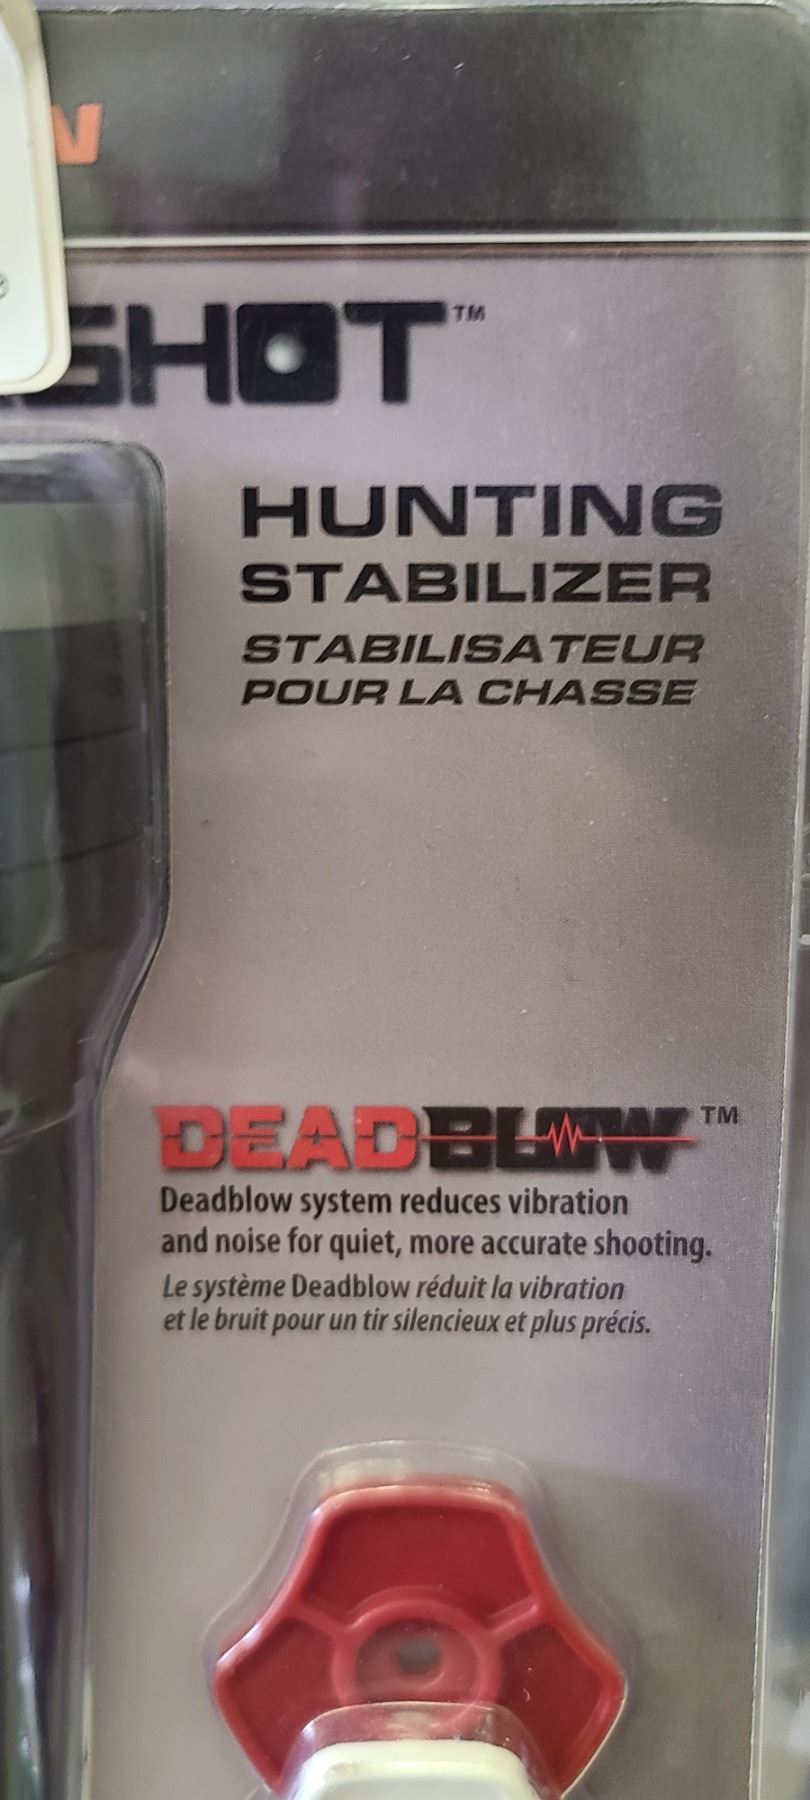 SHOT™
HUNTING
STABILIZER
STABILISATEUR
POUR LA CHASSE
DEADBLOW™
Deadblow system reduces vibration
and noise for quiet, more accurate shooting.
Le système Deadblow réduit la vibration
et le bruit pour un tir silencieux et plus précis.